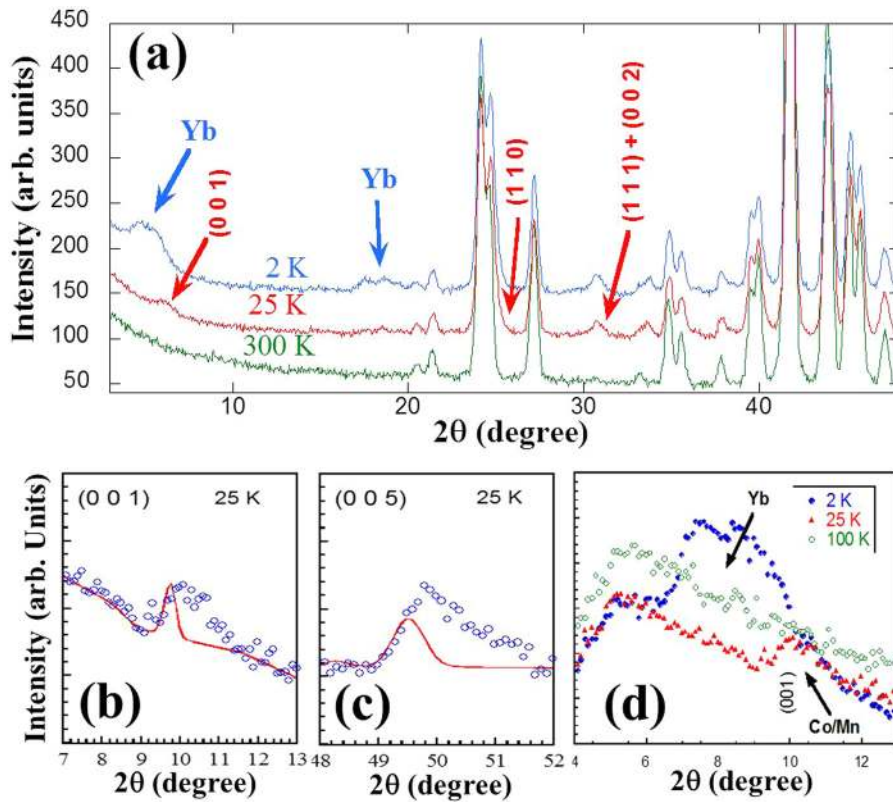 450
(a)
400
350
300
250
200
150
100
50
Intensity (arb. units)
Yb
(0 0 1)
Yb
(1 1 0)
(1 1 1) + (0 0 2)
2 K
25 K
300 K
10
20
30
40
2θ (degree)
(0 0 1) 25 K
(b)
Intensity (arb. Units)
7 8 9 10 11 12 13
2θ (degree)
(0 0 5) 25 K
(c)
48 49 50 51 52
2θ (degree)
Yb
2 K
25 K
100 K
(d)
(001)
Co/Mn
4 6 8 10 12
2θ (degree)